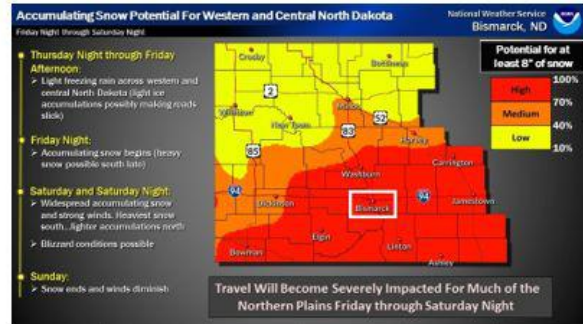 Accumulating Snow Potential For Western and Central North Dakota
Friday Night through Saturday Night
National Weather Service
Bismarck, ND
Thursday Night through Friday
Afternoon:
> Light freezing rain across western and
central North Dakota (light ice
accumulations possibly making roads
slick)
Friday Night:
> Accumulating snow begins (heavy
snow possible south late)
Saturday and Saturday Night:
> Widespread accumulating snow
and strong winds. Heaviest snow
south...lighter accumulations north
> Blizzard conditions possible
Sunday:
> Snow ends and winds diminish
Crosby
Bottineau
2
Williston
New Town
Minot
52
83
Harvey
85
Carrington
Washburn
94
Dickinson
Bismarck
94
Jamestown
Elgin
Linton
Bowman
Ashley
Potential for at
least 8" of snow
100%
High
70%
Medium
40%
Low
10%
Travel Will Become Severely Impacted For Much of the
Northern Plains Friday through Saturday Night